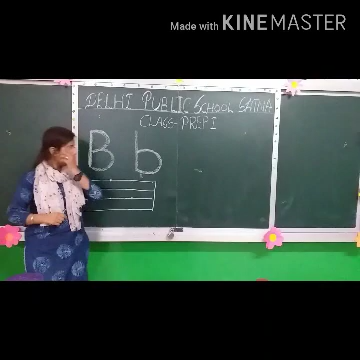 Made with KINEMASTER
DELHI PUBLIC SCHOOL SATNA
CLASS-PREP I
B b